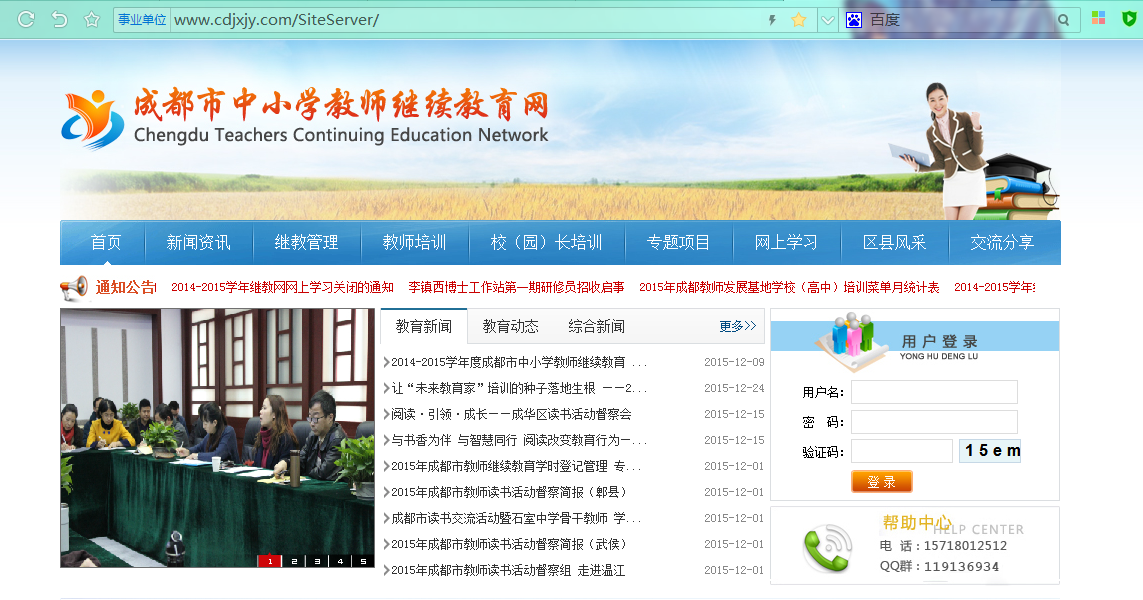 事业单位 www.cdjxjy.com/SiteServer/ 百度
成都市中小学教师继续教育网
Chengdu Teachers Continuing Education Network
首页 新闻资讯 继教管理 教师培训 校（园）长培训 专题项目 网上学习 区县风采 交流分享
通知公告 2014-2015学年继教网网上学习关闭的通知 李镇西博士工作站第一期研修员招收启事 2015年成都教师发展基地学校（高中）培训菜单月统计表 2014-2015学年
教育新闻 教育动态 综合新闻 更多>>
2014-2015学年度成都市中小学教师继续教育 ... 2015-12-09
让“未来教育家”培训的种子落地生根 ——2... 2015-12-24
阅读·引领·成长——成华区读书活动督察会 2015-12-15
与书香为伴 与智慧同行 阅读改变教育行为—... 2015-12-15
2015年成都市教师继续教育学时登记管理 专... 2015-12-01
2015年成都市教师读书活动督察简报（郫县） 2015-12-01
成都市读书交流活动暨石室中学骨干教师 学... 2015-12-01
2015年成都市教师读书活动督察简报（武侯） 2015-12-01
2015年成都市教师读书活动督察组 走进温江 2015-12-01
1 2 3 4 5
用户登录
YONG HU DENG LU
用户名：
密 码：
验证码： 15em
登录
帮助中心 HELP CENTER
电 话：15718012512
QQ群：119136934